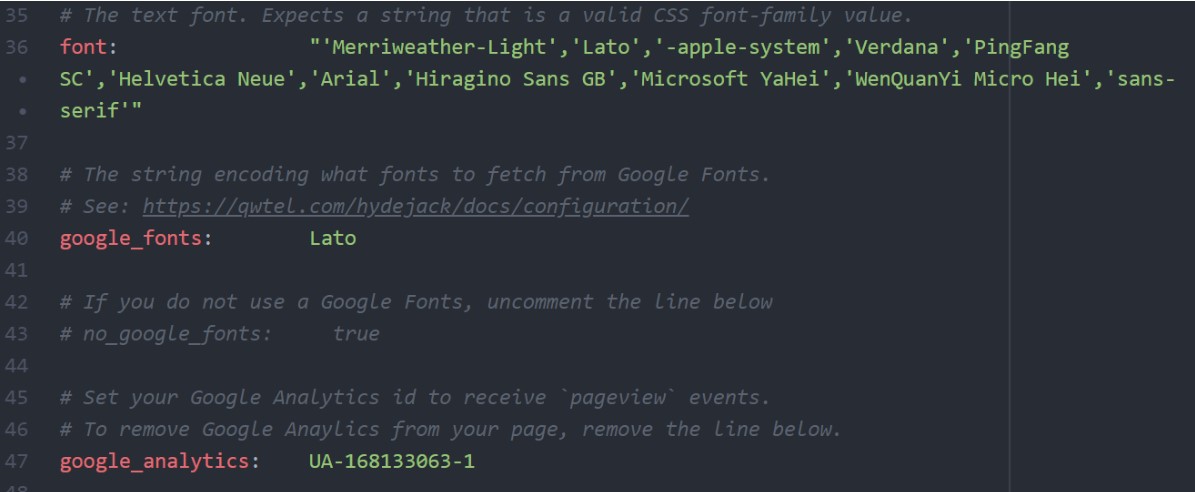 35 # The text font. Expects a string that is a valid CSS font-family value.
36 font: "'Merriweather-Light','Lato','-apple-system','Verdana','PingFang
• SC','Helvetica Neue','Arial','Hiragino Sans GB','Microsoft YaHei','WenQuanYi Micro Hei','sans-
• serif'"
37
38 # The string encoding what fonts to fetch from Google Fonts.
39 # See: https://qwtel.com/hydejack/docs/configuration/
40 google_fonts: Lato
41
42 # If you do not use a Google Fonts, uncomment the line below
43 # no_google_fonts: true
44
45 # Set your Google Analytics id to receive `pageview` events.
46 # To remove Google Anaylics from your page, remove the line below.
47 google_analytics: UA-168133063-1
48